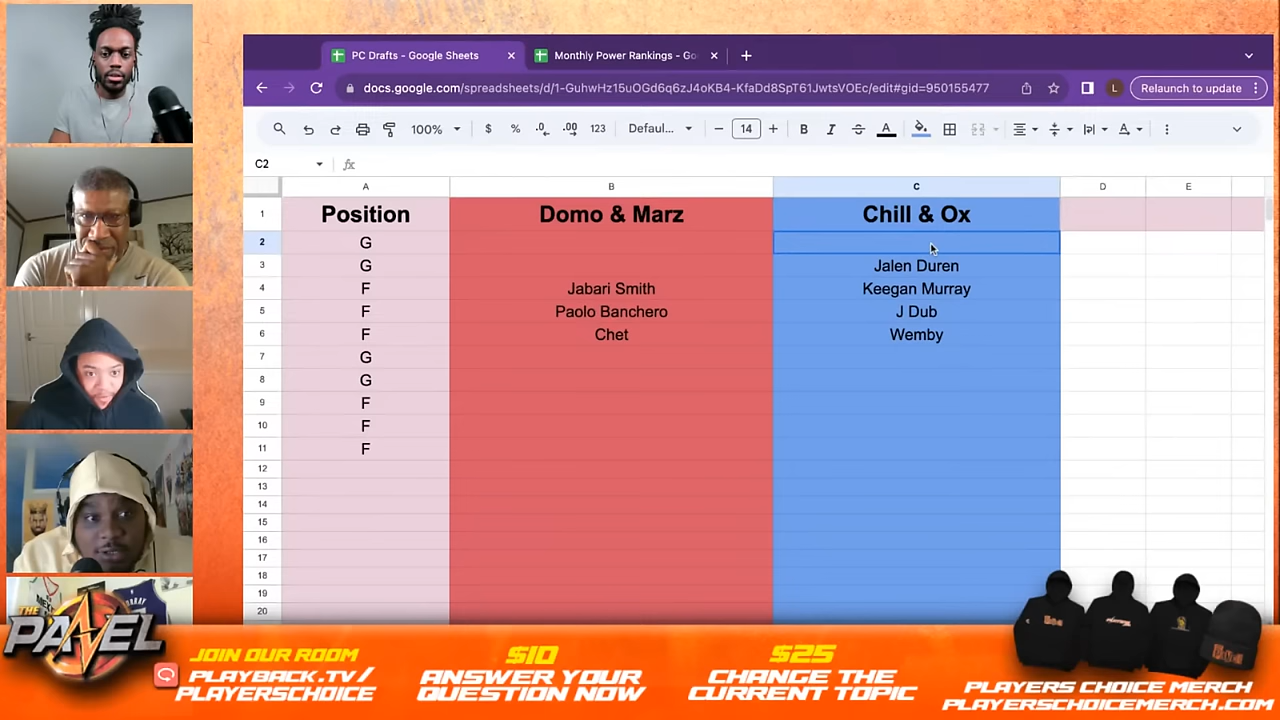 PC Drafts - Google Sheets
Monthly Power Rankings - Go
docs.google.com/spreadsheets/d/1-GuhwHz15uOGd6q6zJ4oKB4-KfaDd8SpT61JwtsVOEc/edit#gid=950155477
L
Relaunch to update
100%
$ % .0 .00 123
Defaul...
14
B I A
C2
fx
A B C D E
1 Position Domo & Marz Chill & Ox
2 G
3 G Jalen Duren
4 F Jabari Smith Keegan Murray
5 F Paolo Banchero J Dub
6 F Chet Wemby
7 G
8 G
9 F
10 F
11 F
12
13
14
15
16
17
18
19
20
THE
PANEL
JOIN OUR ROOM
PLAYBACK.TV/
PLAYERSCHOICE
$10
ANSWER YOUR
QUESTION NOW
$25
CHANGE THE
CURRENT TOPIC
PLAYERS CHOICE MERCH
PLAYERSCHOICEMERCH.COM